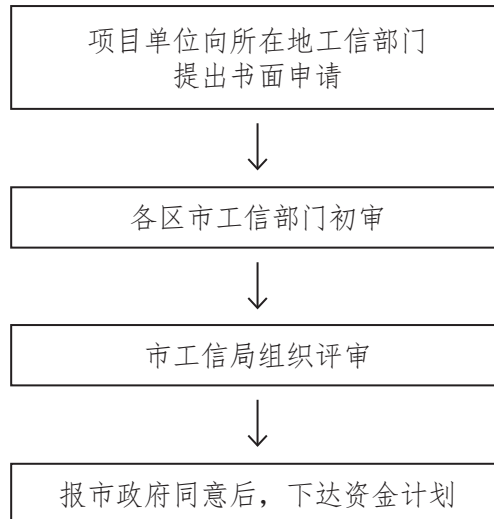 项目单位向所在地工信部门
提出书面申请
各区市工信部门初审
市工信局组织评审
报市政府同意后，下达资金计划